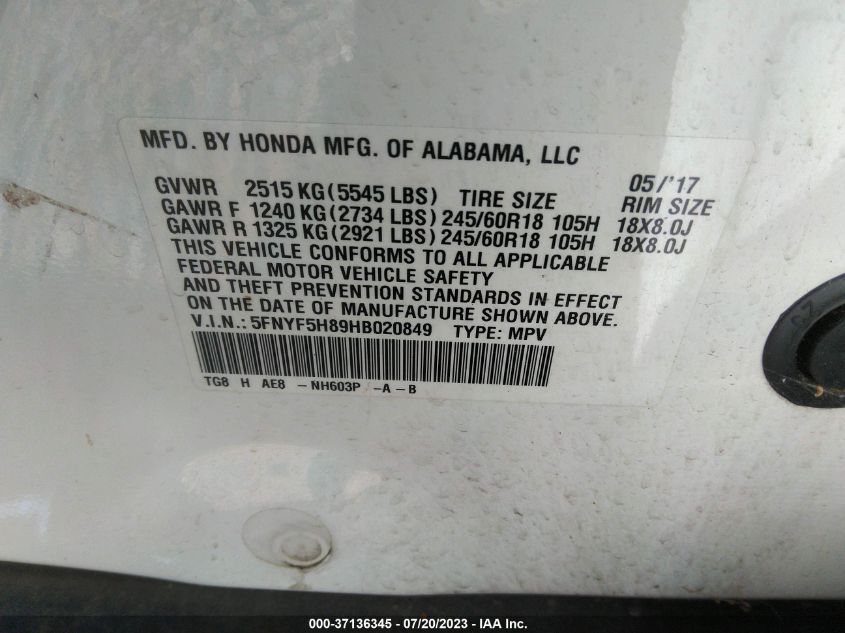 MFD. BY HONDA MFG. OF ALABAMA, LLC
05/'17
GVWR 2515 KG(5545 LBS) TIRE SIZE RIM SIZE
GAWR F 1240 KG(2734 LBS) 245/60R18 105H 18X8.0J
GAWR R 1325 KG(2921 LBS) 245/60R18 105H 18X8.0J
THIS VEHICLE CONFORMS TO ALL APPLICABLE
FEDERAL MOTOR VEHICLE SAFETY
AND THEFT PREVENTION STANDARDS IN EFFECT
ON THE DATE OF MANUFACTURE SHOWN ABOVE.
V.I.N.: 5FNYF5H89HB020849 TYPE: MPV
TG8 H AE8 -NH603P -A-B
000-37136345 - 07/20/2023 - IAA Inc.